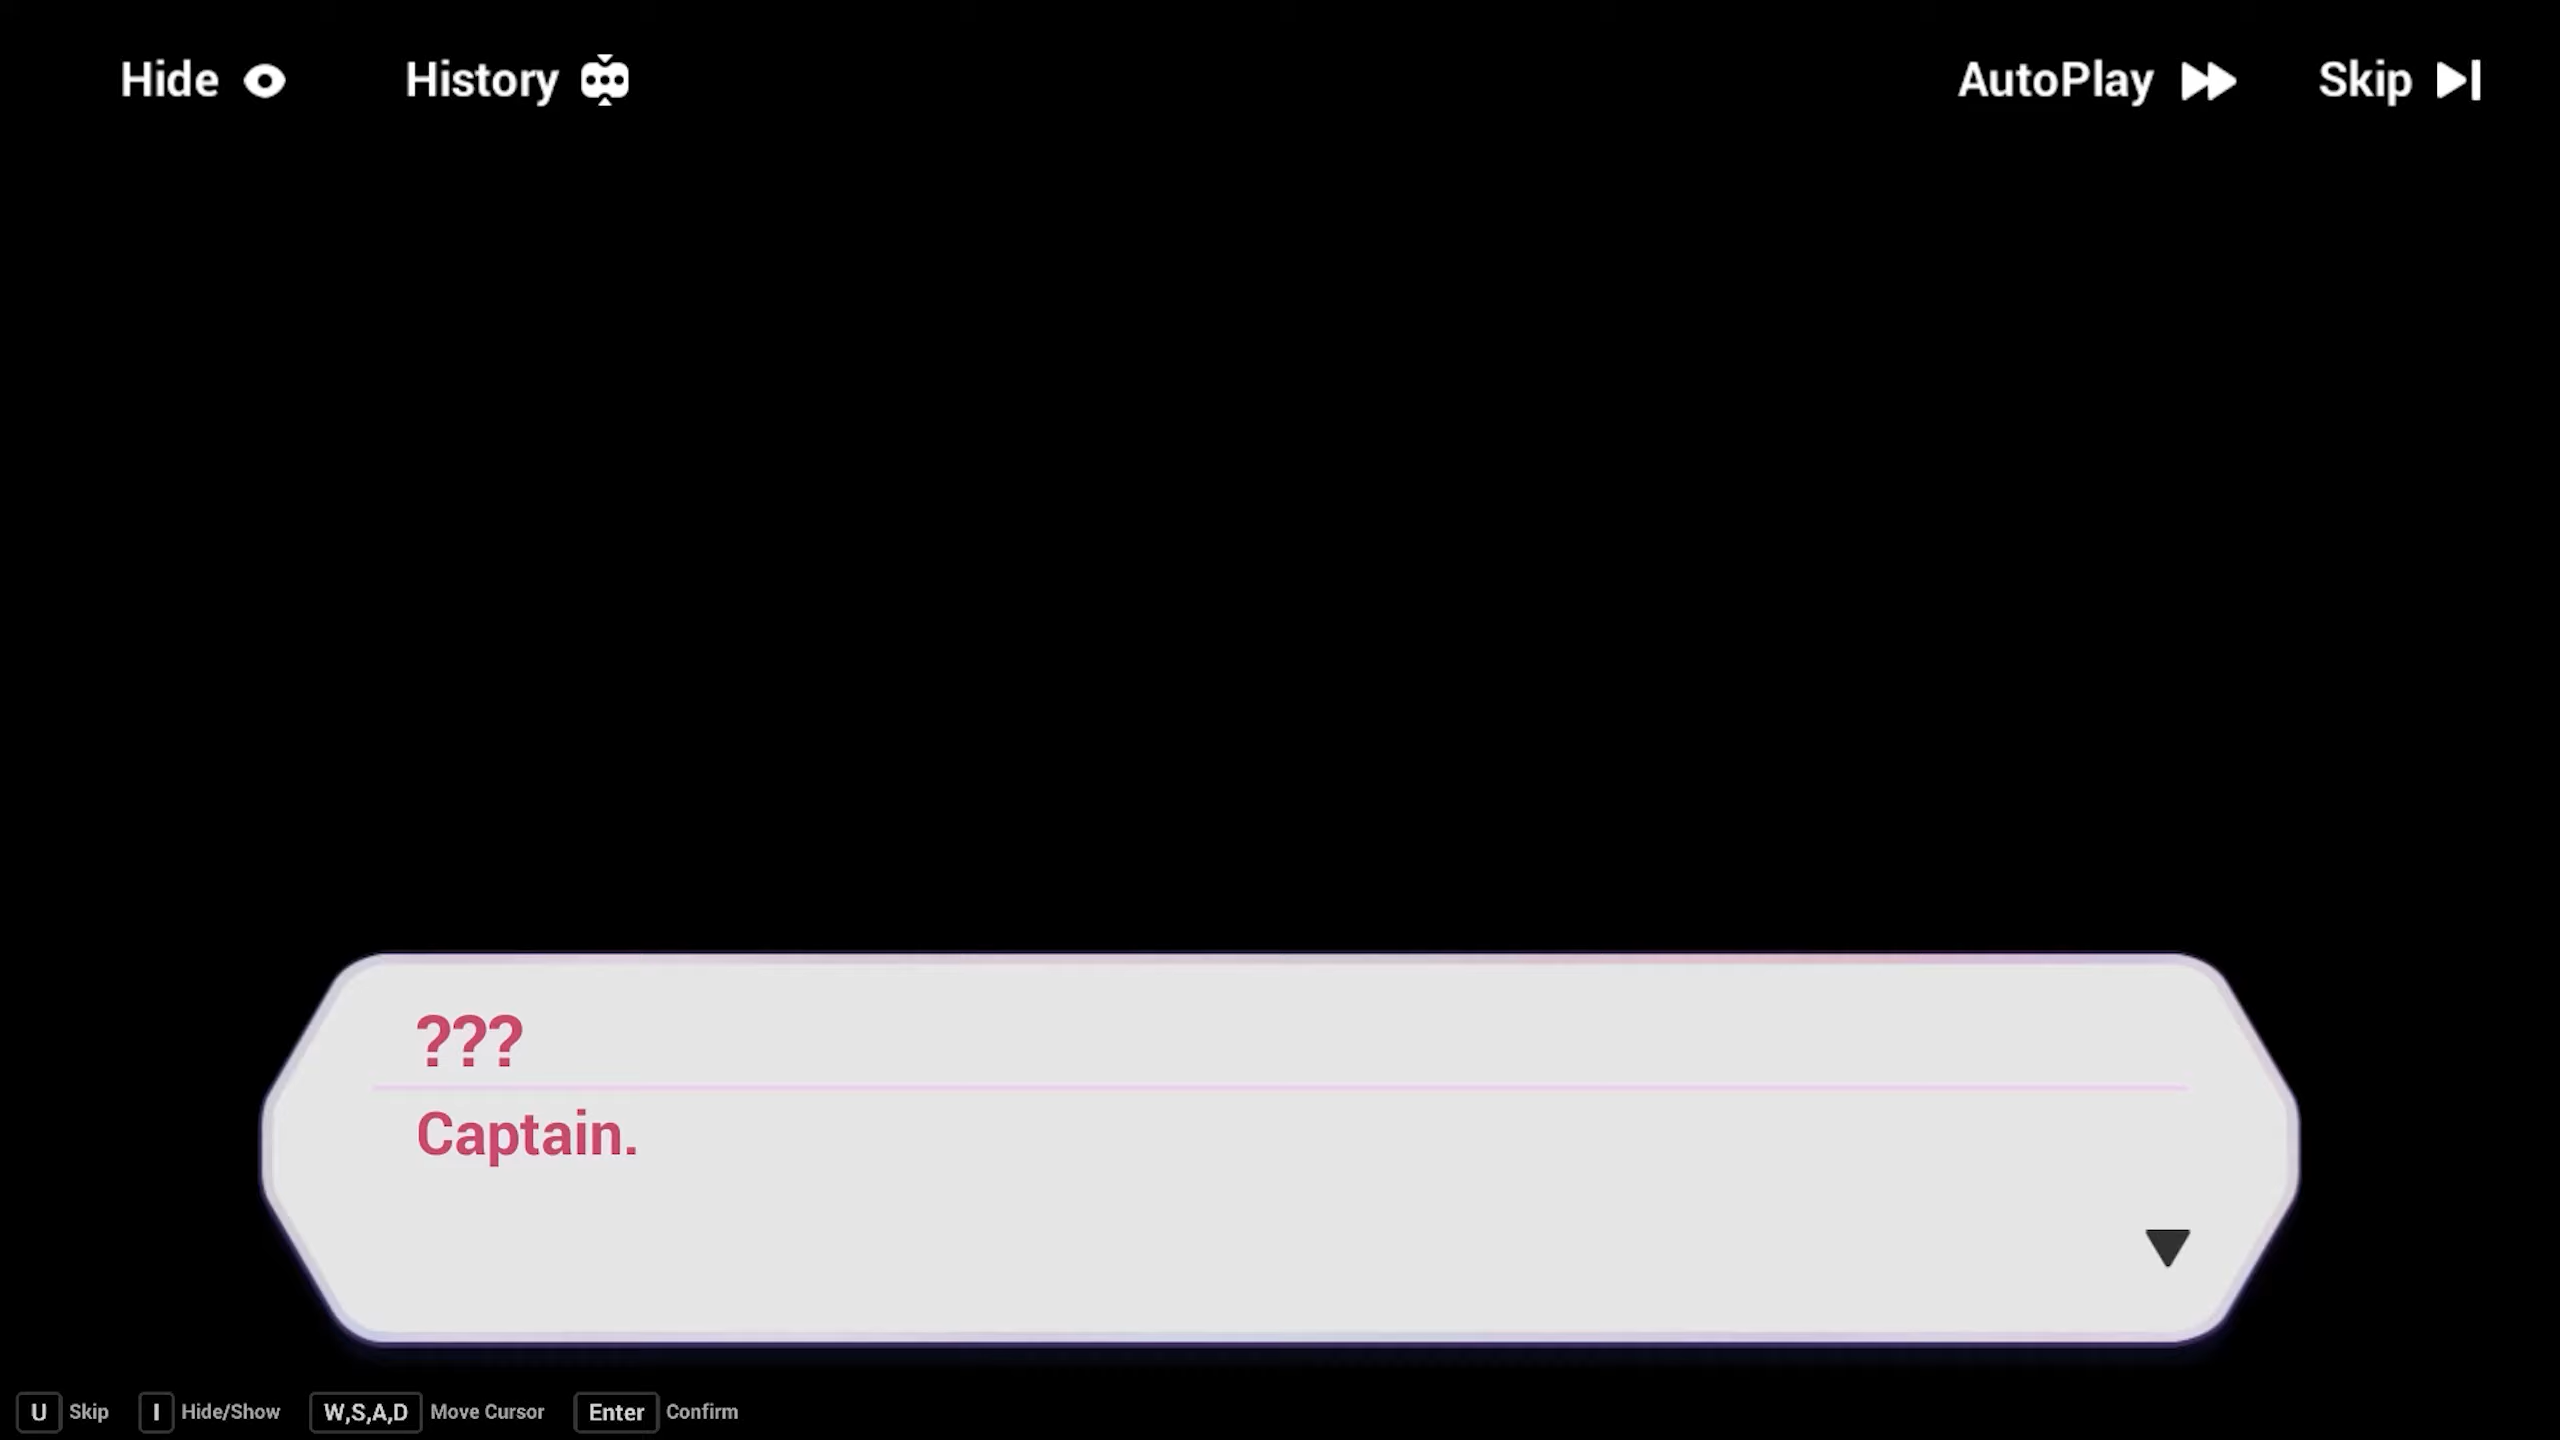 Hide
History
AutoPlay
Skip
???
Captain.
U Skip
I Hide/Show
W,S,A,D Move Cursor
Enter Confirm